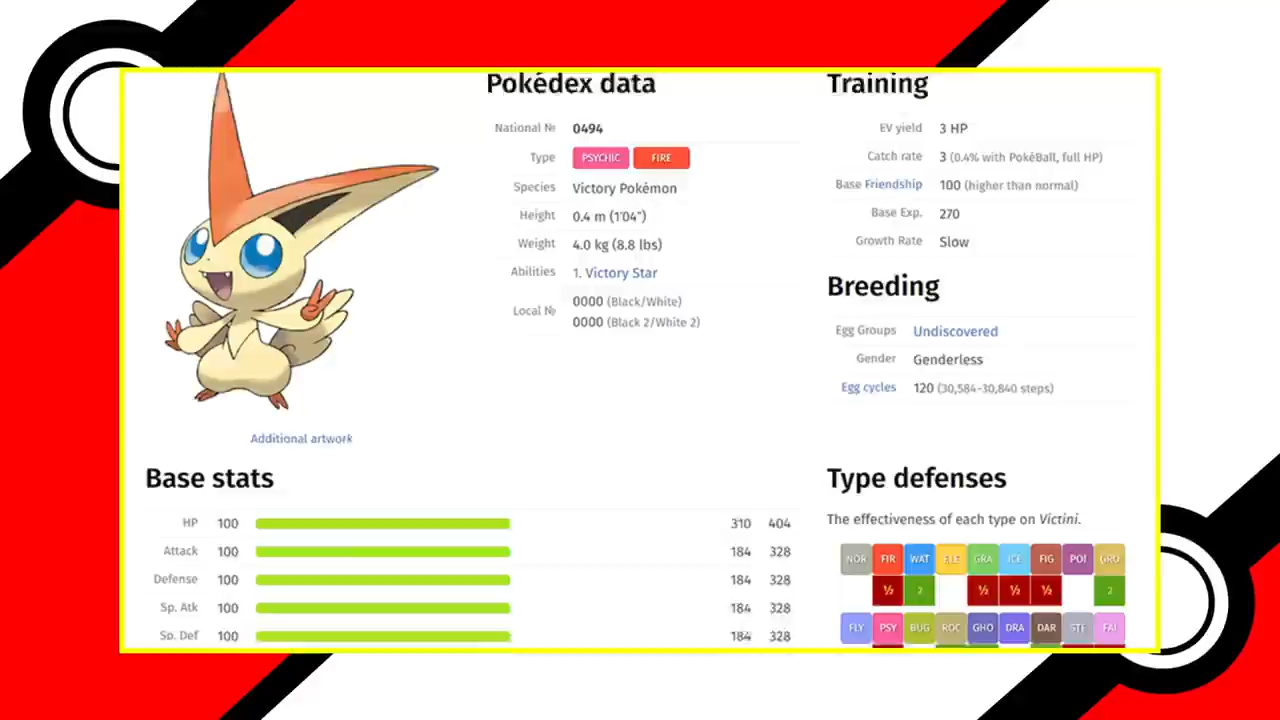 Pokédex data
National № 0494
Type PSYCHIC FIRE
Species Victory Pokémon
Height 0.4 m (1'04")
Weight 4.0 kg (8.8 lbs)
Abilities 1. Victory Star
Local № 0000 (Black/White)
0000 (Black 2/White 2)
Additional artwork
Training
EV yield 3 HP
Catch rate 3 (0.4% with PokéBall, full HP)
Base Friendship 100 (higher than normal)
Base Exp. 270
Growth Rate Slow
Breeding
Egg Groups Undiscovered
Gender Genderless
Egg cycles 120 (30,584–30,840 steps)
Base stats
HP 100 310 404
Attack 100 184 328
Defense 100 184 328
Sp. Atk 100 184 328
Sp. Def 100 184 328
Type defenses
The effectiveness of each type on Victini.
NOR FIR WAT ELE GRA ICE FIG POI GRO
½ 2 ½ ½ ½ 2
FLY PSY BUG ROC GHO DRA DAR STE FAI